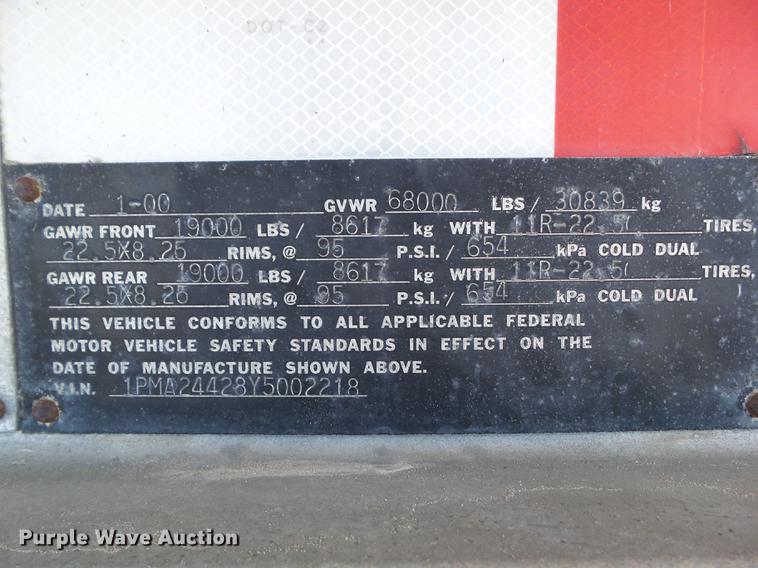 DOT-C2
DATE 1-00 GVWR 68000 LBS / 30839 kg
GAWR FRONT 19000 LBS / 8617 kg WITH 11R-22.5( TIRES,
22.5X8.25 RIMS, @ 95 P.S.I. / 654 kPa COLD DUAL
GAWR REAR 19000 LBS / 8617 kg WITH 11R-22.5( TIRES,
22.5X8.25 RIMS, @ 95 P.S.I. / 654 kPa COLD DUAL
THIS VEHICLE CONFORMS TO ALL APPLICABLE FEDERAL
MOTOR VEHICLE SAFETY STANDARDS IN EFFECT ON THE
DATE OF MANUFACTURE SHOWN ABOVE.
V.I.N. 1PMA24428Y5002218
Purple Wave Auction®